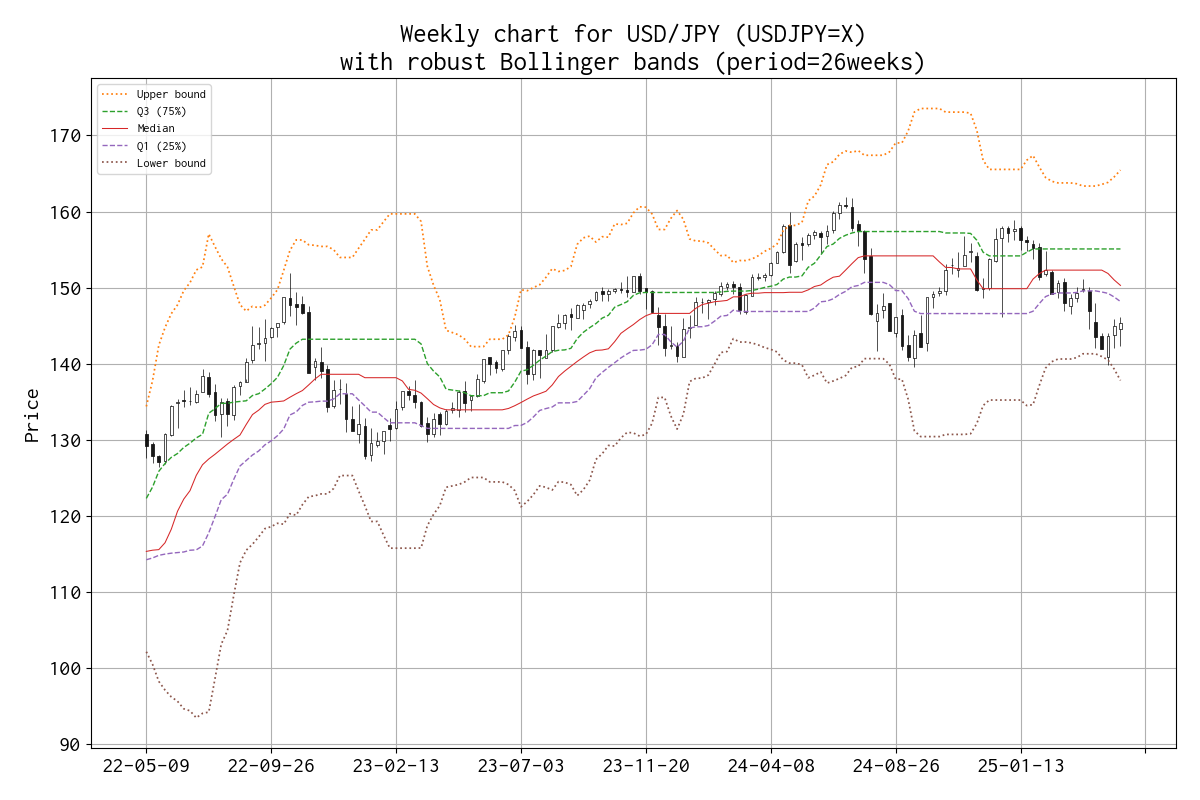 Weekly chart for USD/JPY (USDJPY=X)
with robust Bollinger bands (period=26weeks)
Upper bound
Q3 (75%)
Median
Q1 (25%)
Lower bound
Price
170
160
150
140
130
120
110
100
90
22-05-09
22-09-26
23-02-13
23-07-03
23-11-20
24-04-08
24-08-26
25-01-13